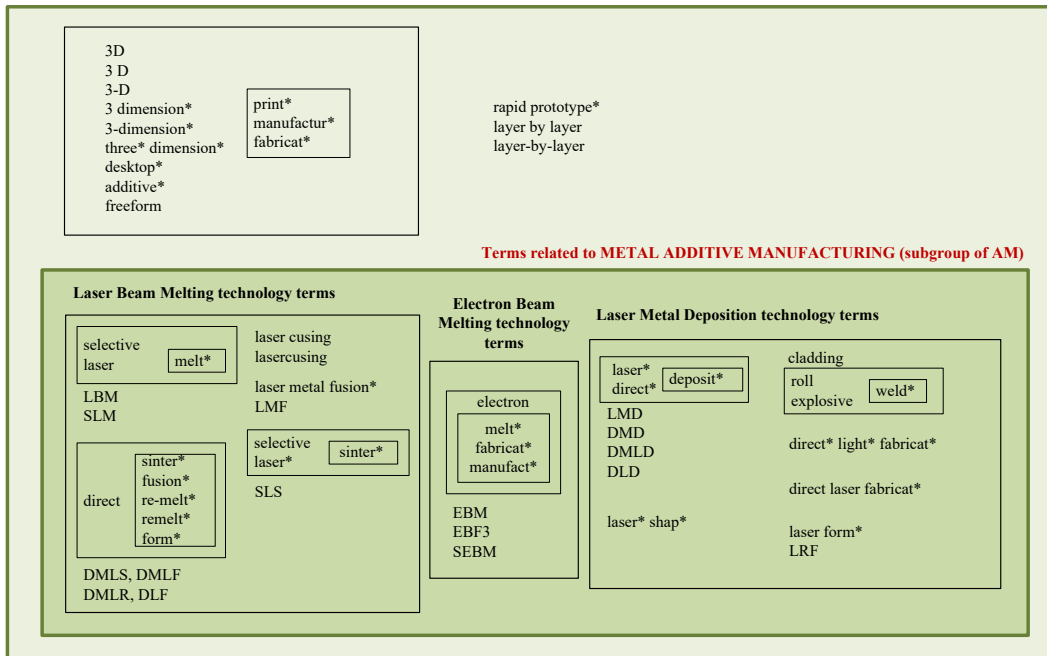 3D
3 D
3-D
3 dimension*
3-dimension*
three* dimension*
desktop*
additive*
freeform
print*
manufactur*
fabricat*
rapid prototype*
layer by layer
layer-by-layer
Terms related to METAL ADDITIVE MANUFACTURING (subgroup of AM)
Laser Beam Melting technology terms
selective
laser
melt*
LBM
SLM
direct
sinter*
fusion*
re-melt*
remelt*
form*
DMLS, DMLF
DMLR, DLF
laser cusing
lasercusing
laser metal fusion*
LMF
selective
laser*
sinter*
SLS
Electron Beam
Melting technology
terms
electron
melt*
fabricat*
manufact*
EBM
EBF3
SEBM
Laser Metal Deposition technology terms
laser*
direct*
deposit*
LMD
DMD
DMLD
DLD
laser* shap*
cladding
roll
explosive
weld*
direct* light* fabricat*
direct laser fabricat*
laser form*
LRF